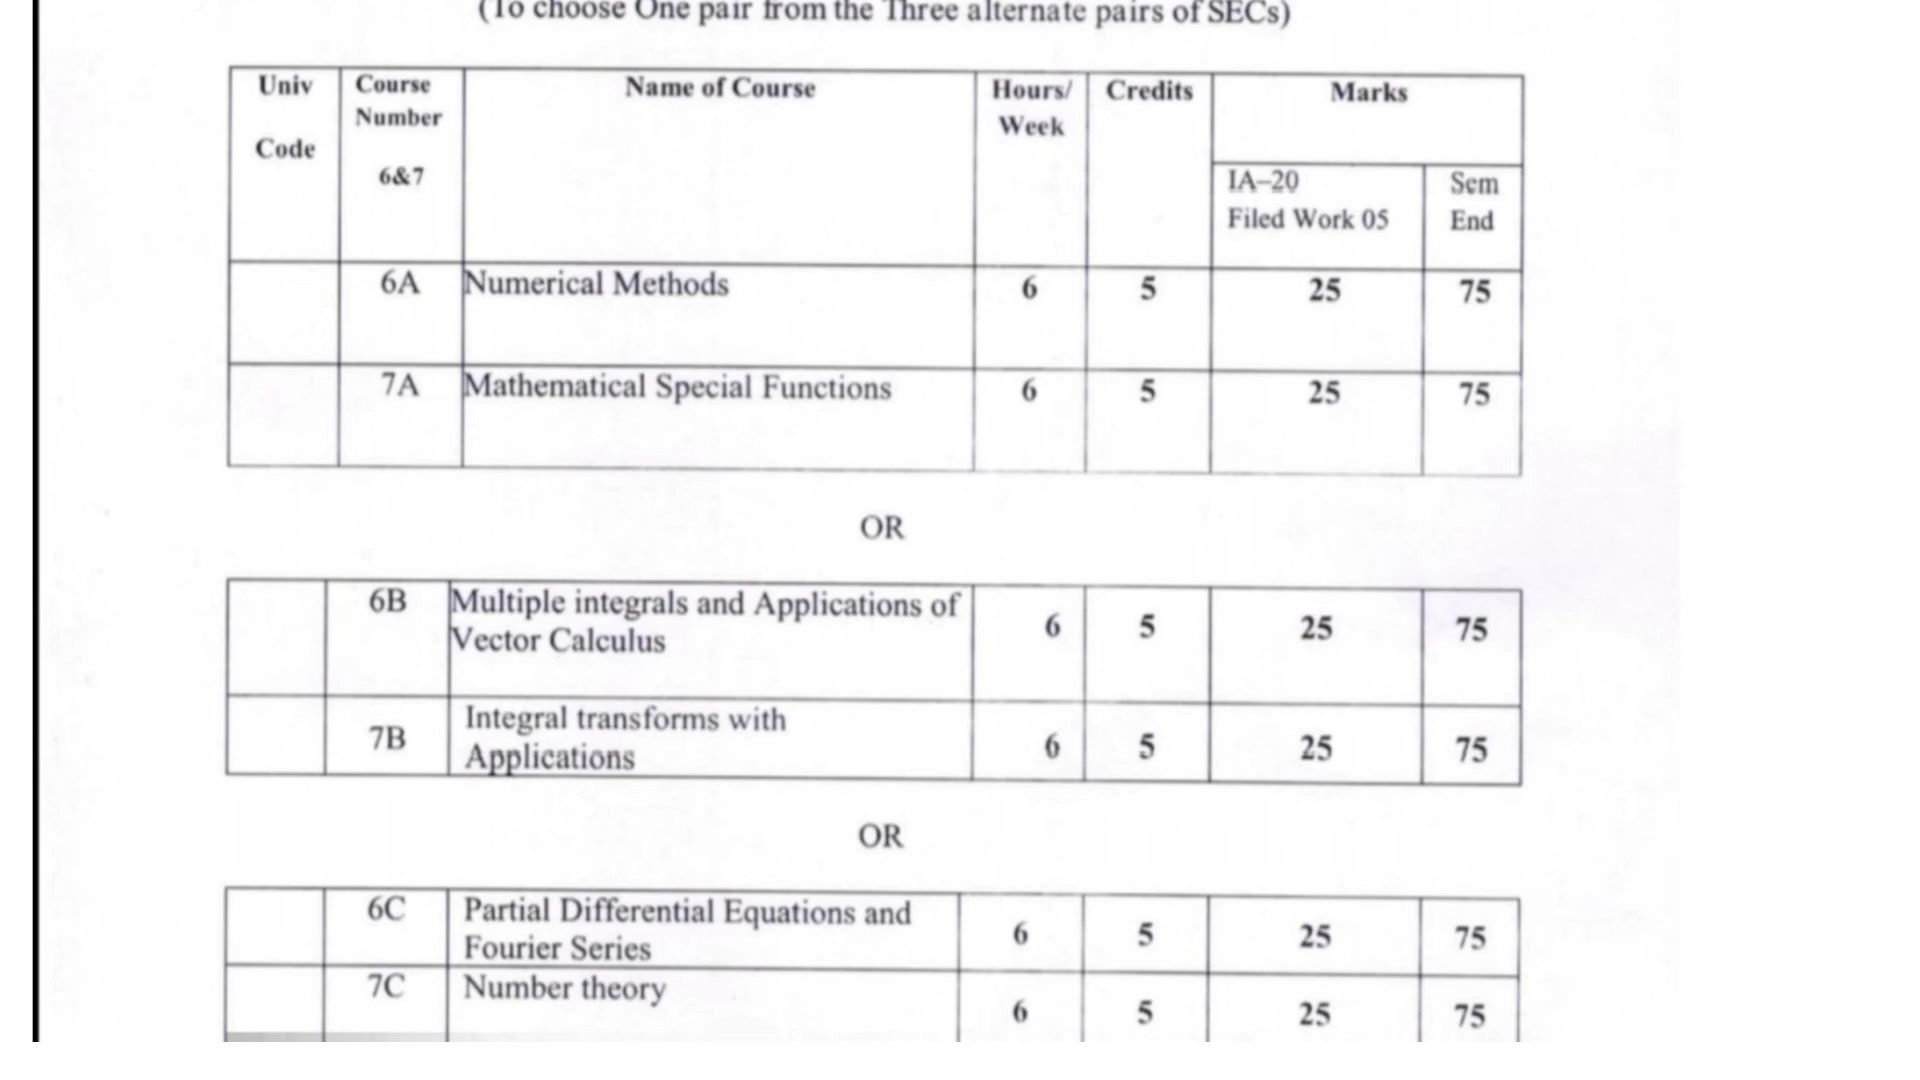 (To choose One pair from the Three alternate pairs of SECs)
Univ Code
Course Number 6&7
Name of Course
Hours/ Week
Credits
Marks
IA–20
Filed Work 05
Sem End
6A Numerical Methods 6 5 25 75
7A Mathematical Special Functions 6 5 25 75
OR
6B Multiple integrals and Applications of
Vector Calculus 6 5 25 75
7B Integral transforms with
Applications 6 5 25 75
OR
6C Partial Differential Equations and
Fourier Series 6 5 25 75
7C Number theory
6 5 25 75